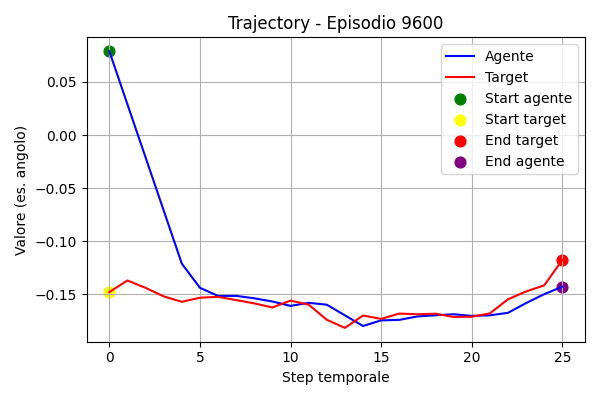 Trajectory - Episodio 9600
Valore (es. angolo)
0.05
0.00
−0.05
−0.10
−0.15
0
5
10
15
20
25
Step temporale
Agente
Target
Start agente
Start target
End target
End agente